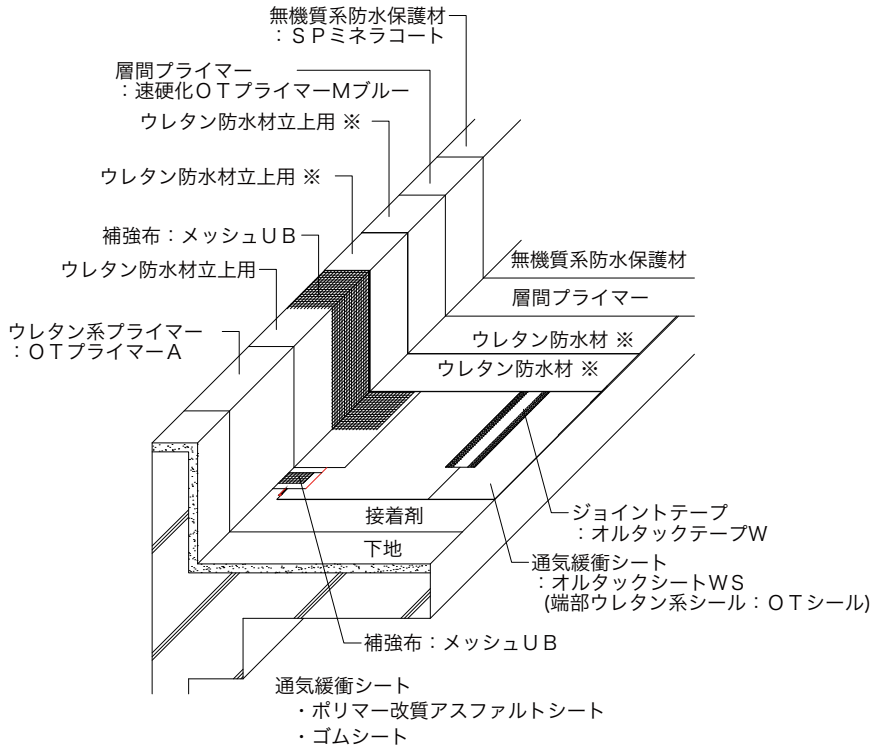 無機質系防水保護材
：ＳＰミネラコート
層間プライマー
：速硬化ＯＴプライマーＭブルー
ウレタン防水材立上用 ※
ウレタン防水材立上用 ※
補強布：メッシュＵＢ
ウレタン防水材立上用
ウレタン系プライマー
：ＯＴプライマーＡ
無機質系防水保護材
層間プライマー
ウレタン防水材 ※
ウレタン防水材 ※
接着剤
下地
ジョイントテープ
：オルタックテープＷ
通気緩衝シート
：オルタックシートＷＳ
(端部ウレタン系シール：ＯＴシール)
補強布：メッシュＵＢ
通気緩衝シート
・ポリマー改質アスファルトシート
・ゴムシート